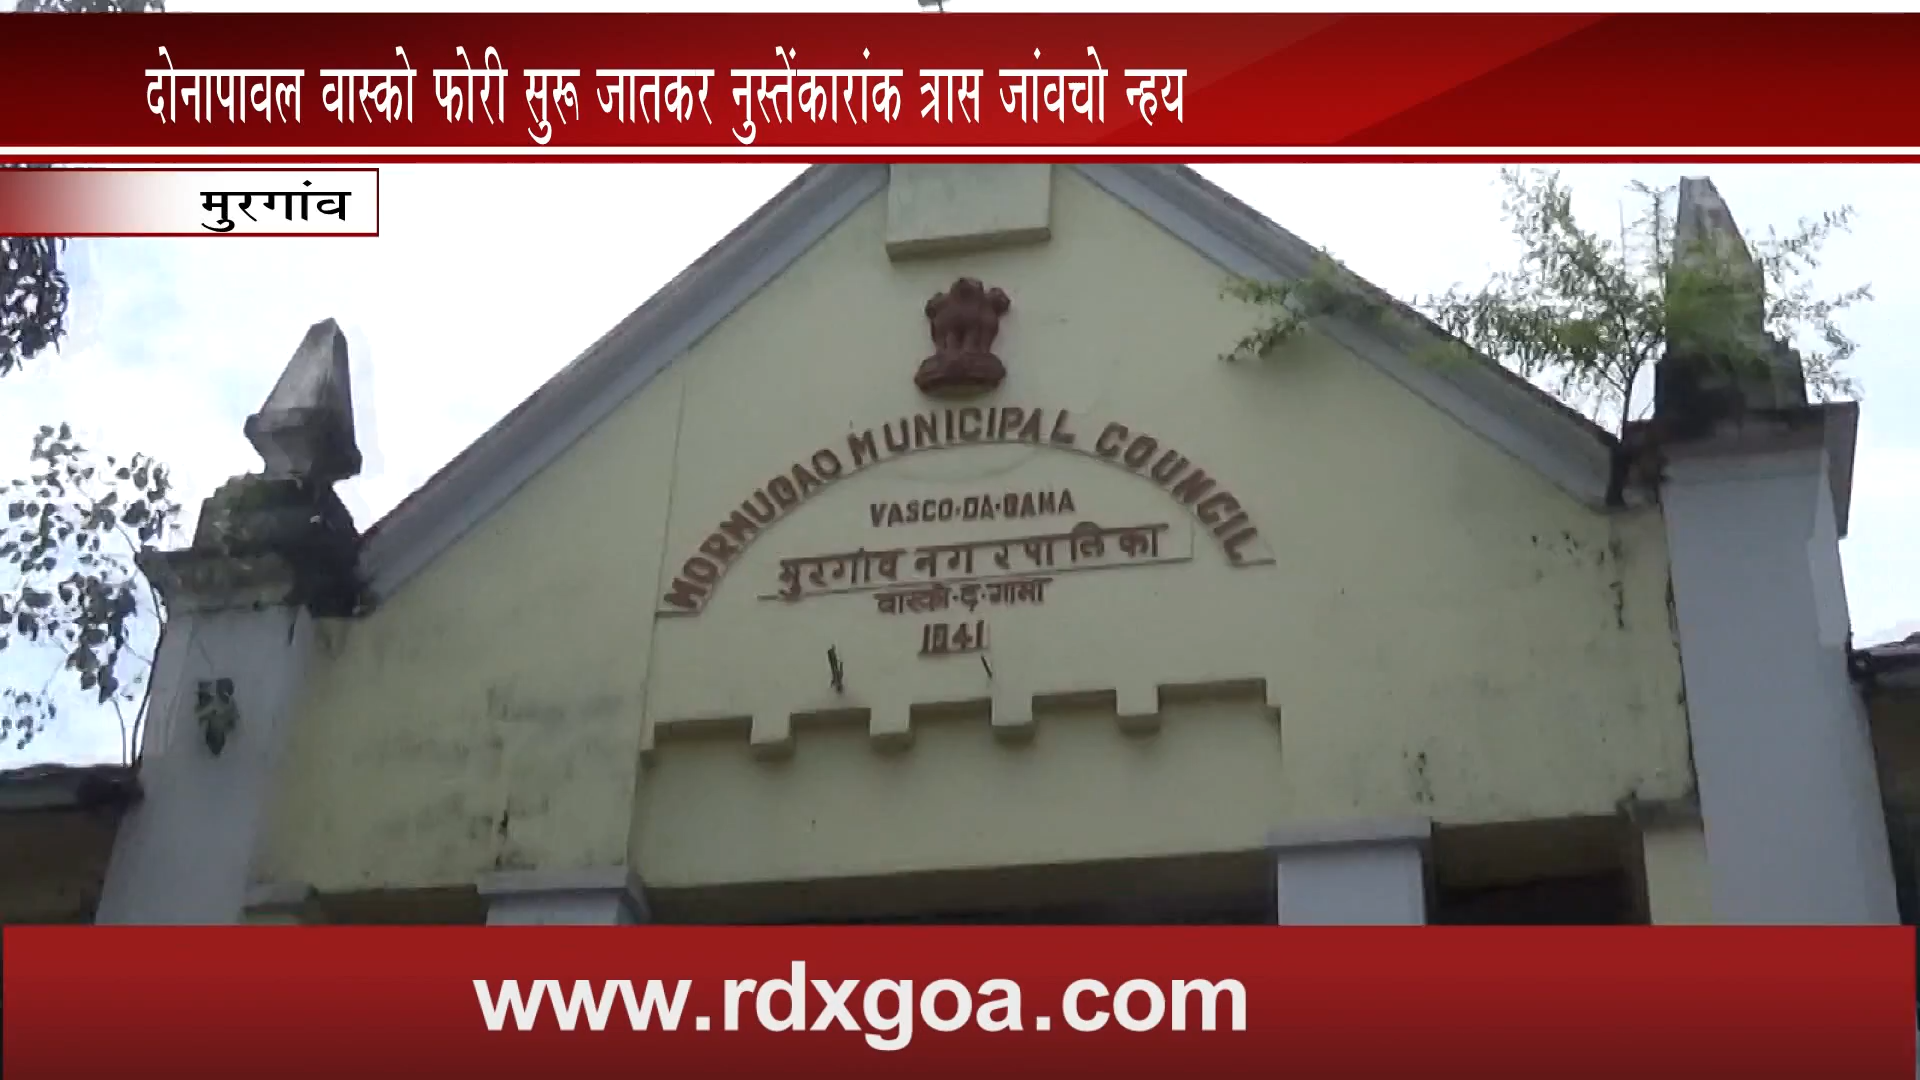 दोनापावल वास्को फोरी सुरू जातकर नुस्तेंकारांक त्रास जांवचो न्हय
मुरगांव
MORMUGAO MUNICIPAL COUNCIL
VASCO-DA-GAMA
मुरगांव नगरपालिका
वास्को-द-गामा
1941
www.rdxgoa.com